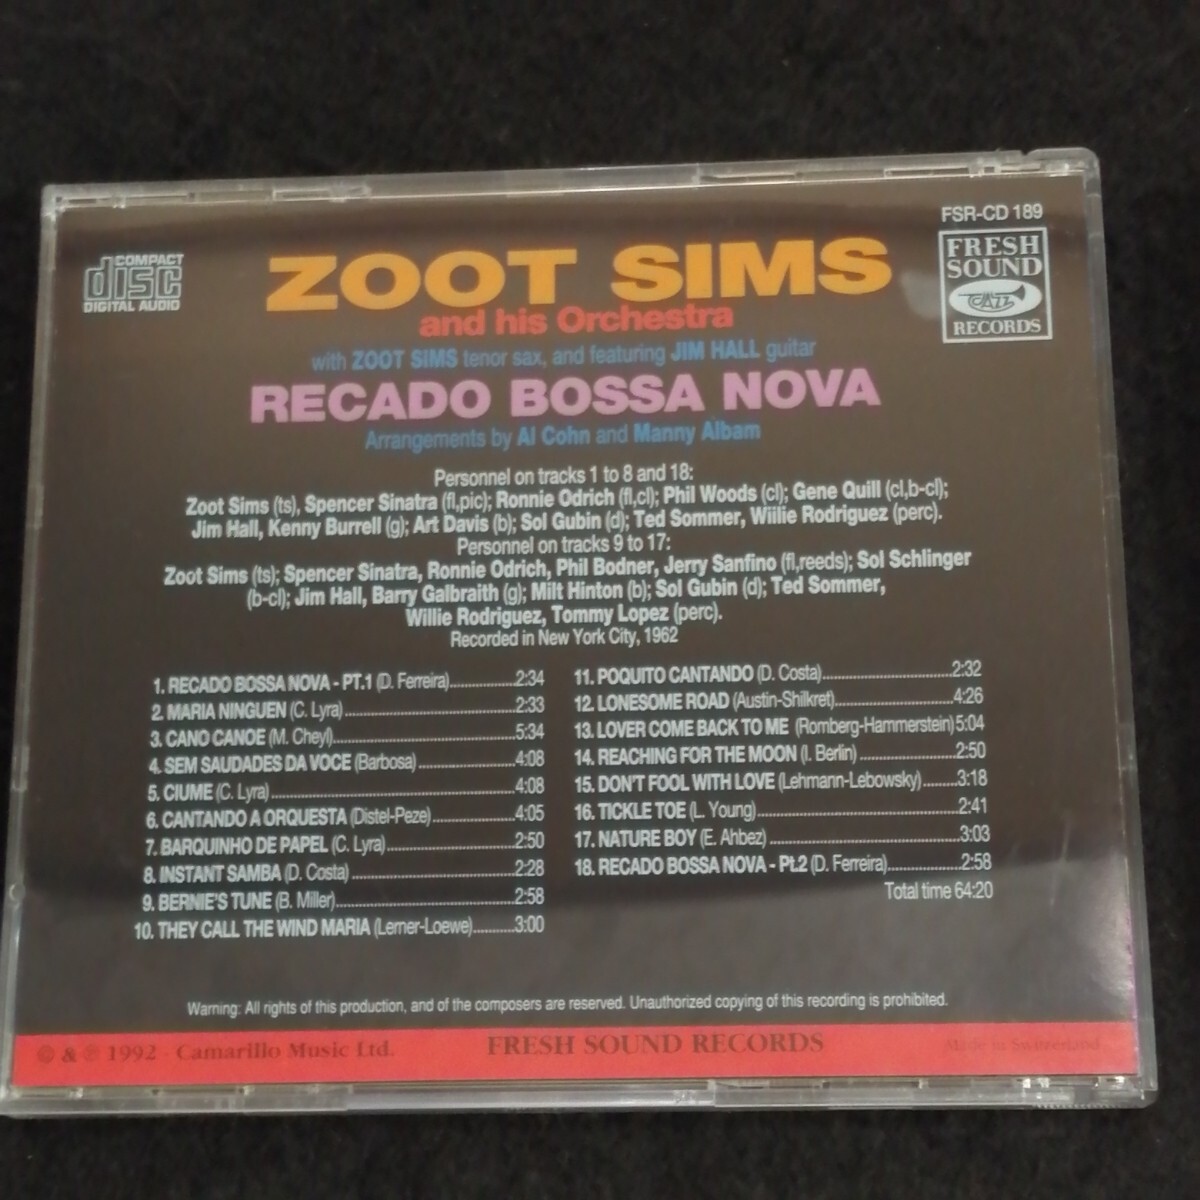 FSR-CD 189
COMPACT
disc
DIGITAL AUDIO
FRESH
SOUND
JAZZ
RECORDS
ZOOT SIMS
and his Orchestra
with ZOOT SIMS tenor sax, and featuring JIM HALL guitar
RECADO BOSSA NOVA
Arrangements by Al Cohn and Manny Albam
Personnel on tracks 1 to 8 and 18:
Zoot Sims (ts), Spencer Sinatra (fl,pic); Ronnie Odrich (fl,cl); Phil Woods (cl); Gene Quill (cl,b-cl);
Jim Hall, Kenny Burrell (g); Art Davis (b); Sol Gubin (d); Ted Sommer, Wiilie Rodriguez (perc).
Personnel on tracks 9 to 17:
Zoot Sims (ts); Spencer Sinatra, Ronnie Odrich, Phil Bodner, Jerry Sanfino (fl,reeds); Sol Schlinger
(b-cl); Jim Hall, Barry Galbraith (g); Milt Hinton (b); Sol Gubin (d); Ted Sommer,
Willie Rodriguez, Tommy Lopez (perc).
Recorded in New York City, 1962
1. RECADO BOSSA NOVA - PT.1 (D. Ferreira)..............2:34
2. MARIA NINGUEN (C. Lyra)..............2:33
3. CANO CANOE (M. Cheyl)..............5:34
4. SEM SAUDADES DA VOCE (Barbosa)..............4:08
5. CIUME (C. Lyra)..............4:08
6. CANTANDO A ORQUESTA (Distel-Peze)..............4:05
7. BARQUINHO DE PAPEL (C. Lyra)..............2:50
8. INSTANT SAMBA (D. Costa)..............2:28
9. BERNIE'S TUNE (B. Miller)..............2:58
10. THEY CALL THE WIND MARIA (Lerner-Loewe)..........3:00
11. POQUITO CANTANDO (D. Costa)..............2:32
12. LONESOME ROAD (Austin-Shilkret)..............4:26
13. LOVER COME BACK TO ME (Romberg-Hammerstein) 5:04
14. REACHING FOR THE MOON (I. Berlin)..............2:50
15. DON'T FOOL WITH LOVE (Lehmann-Lebowsky)..........3:18
16. TICKLE TOE (L. Young)..............2:41
17. NATURE BOY (E. Ahbez)..............3:03
18. RECADO BOSSA NOVA - Pt.2 (D. Ferreira)..............2:58
Total time 64:20
Warning: All rights of this production, and of the composers are reserved. Unauthorized copying of this recording is prohibited.
© & ℗ 1992 - Camarillo Music Ltd.
FRESH SOUND RECORDS
Made in Switzerland